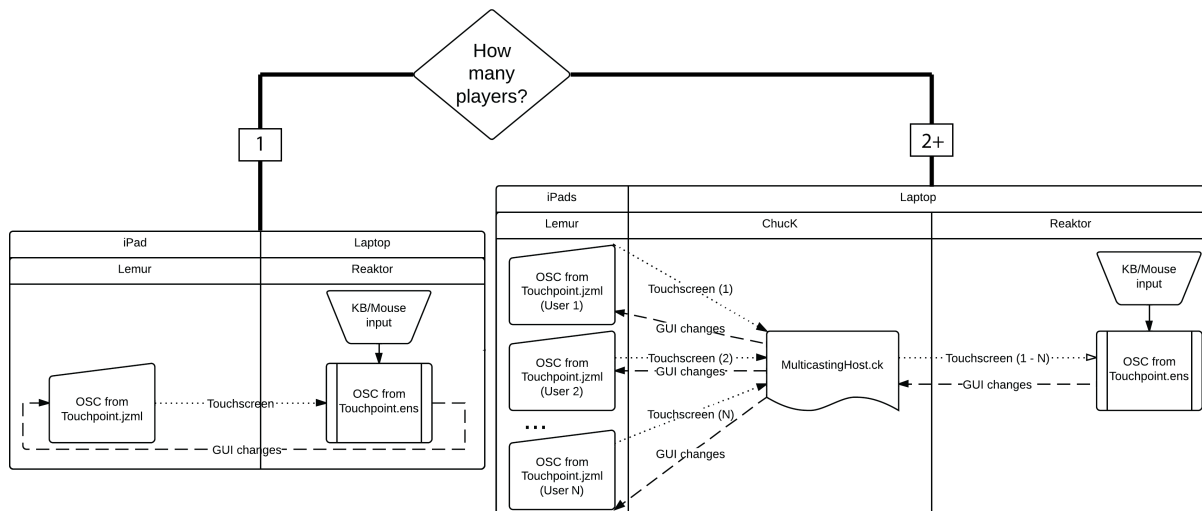 How
many
players?
1
2+
iPad
Laptop
Lemur
Reaktor
KB/Mouse
input
OSC from
Touchpoint.jzml
Touchscreen
OSC from
Touchpoint.ens
GUI changes
iPads
Laptop
Lemur
ChucK
Reaktor
OSC from
Touchpoint.jzml
(User 1)
Touchscreen (1)
GUI changes
KB/Mouse
input
OSC from
Touchpoint.jzml
(User 2)
Touchscreen (2)
GUI changes
MulticastingHost.ck
Touchscreen (1 - N)
GUI changes
OSC from
Touchpoint.ens
Touchscreen (N)
...
OSC from
Touchpoint.jzml
(User N)
GUI changes